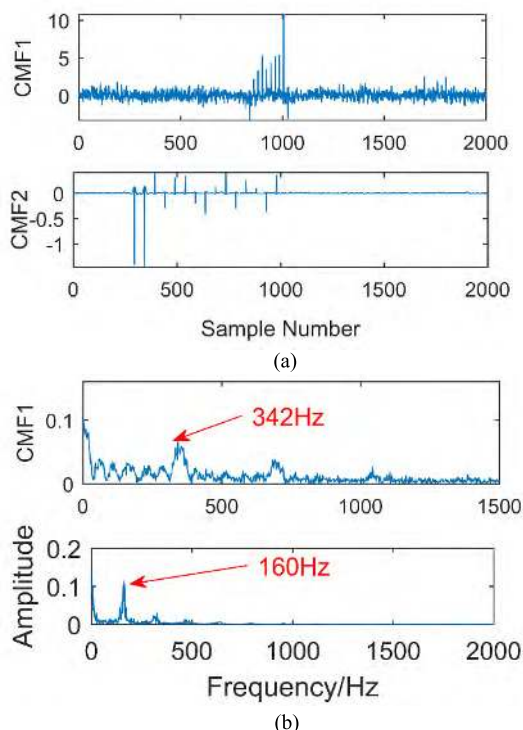 CMF1
10
5
0
0 500 1000 1500 2000
CMF2
0
-0.5
-1
0 500 1000 1500 2000
Sample Number
(a)
CMF1
0.1
0
342Hz
0 500 1000 1500
Amplitude
0.2
0.1
0
160Hz
0 500 1000 1500 2000
Frequency/Hz
(b)